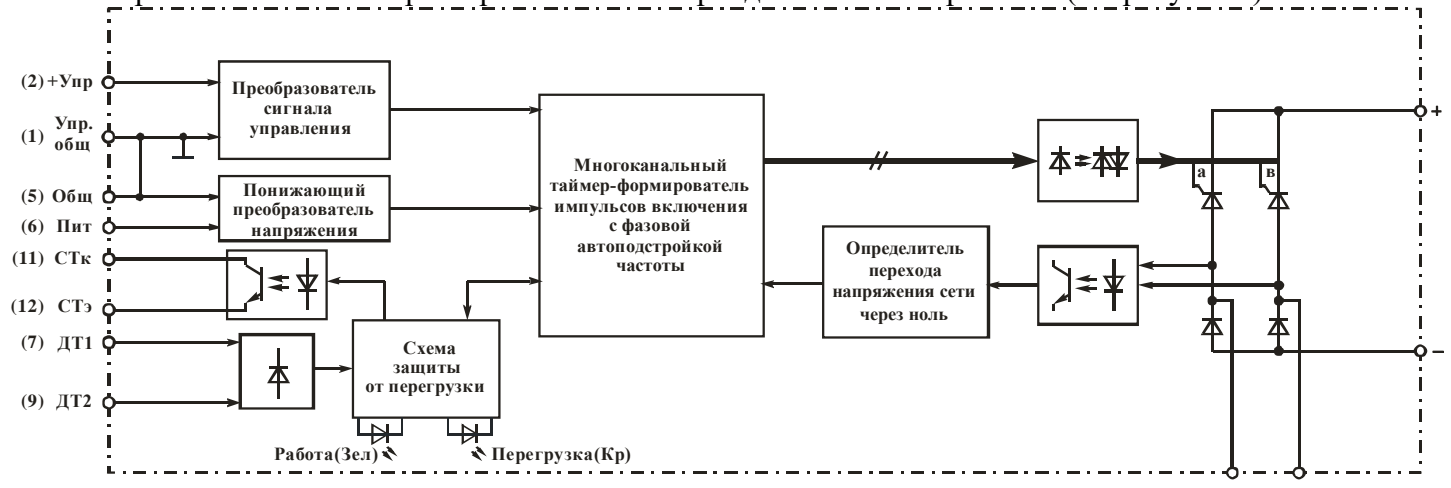 (2)+Упр
Преобразователь
сигнала
управления
(1) Упр.
общ
(5) Общ
Понижающий
преобразователь
напряжения
(6) Пит
(11) СТк
(12) СТэ
(7) ДТ1
(9) ДТ2
Схема
защиты
от перегрузки
Работа(Зел)
Перегрузка(Кр)
Многоканальный
таймер-формирователь
импульсов включения
с фазовой
автоподстройкой
частоты
Определитель
перехода
напряжения сети
через ноль
а
в
+
–